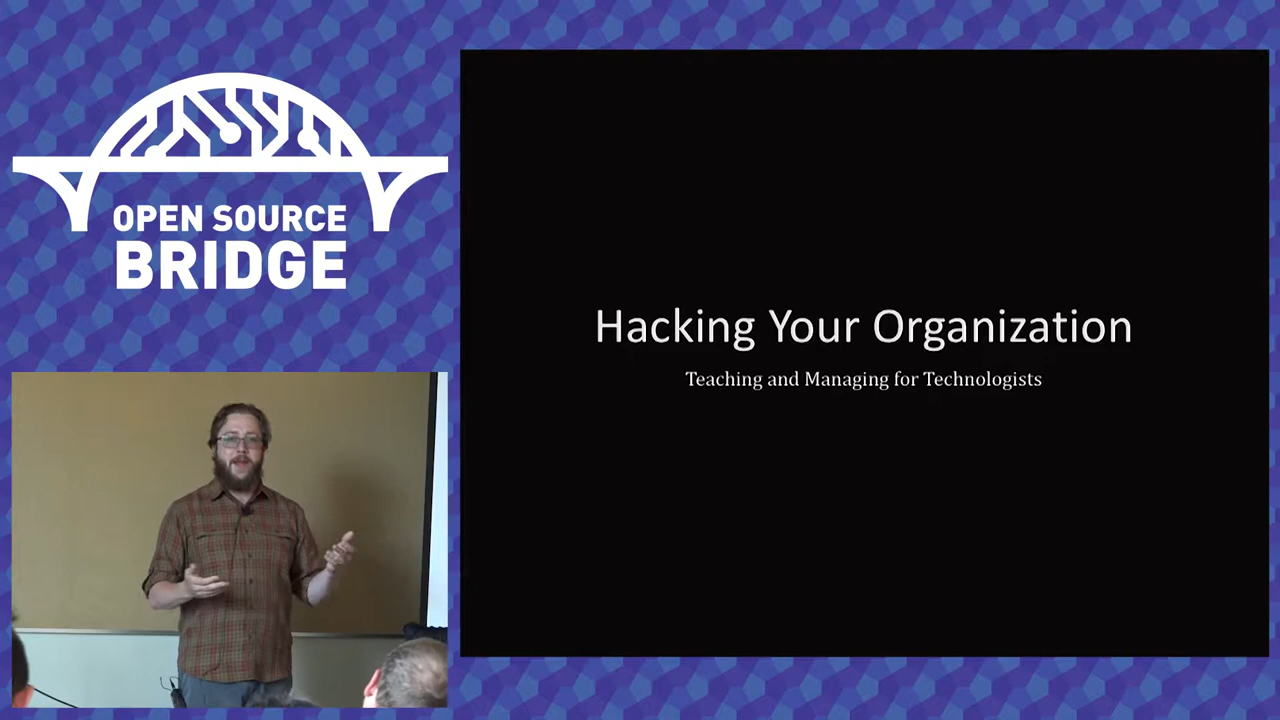 OPEN SOURCE
BRIDGE
Hacking Your Organization
Teaching and Managing for Technologists